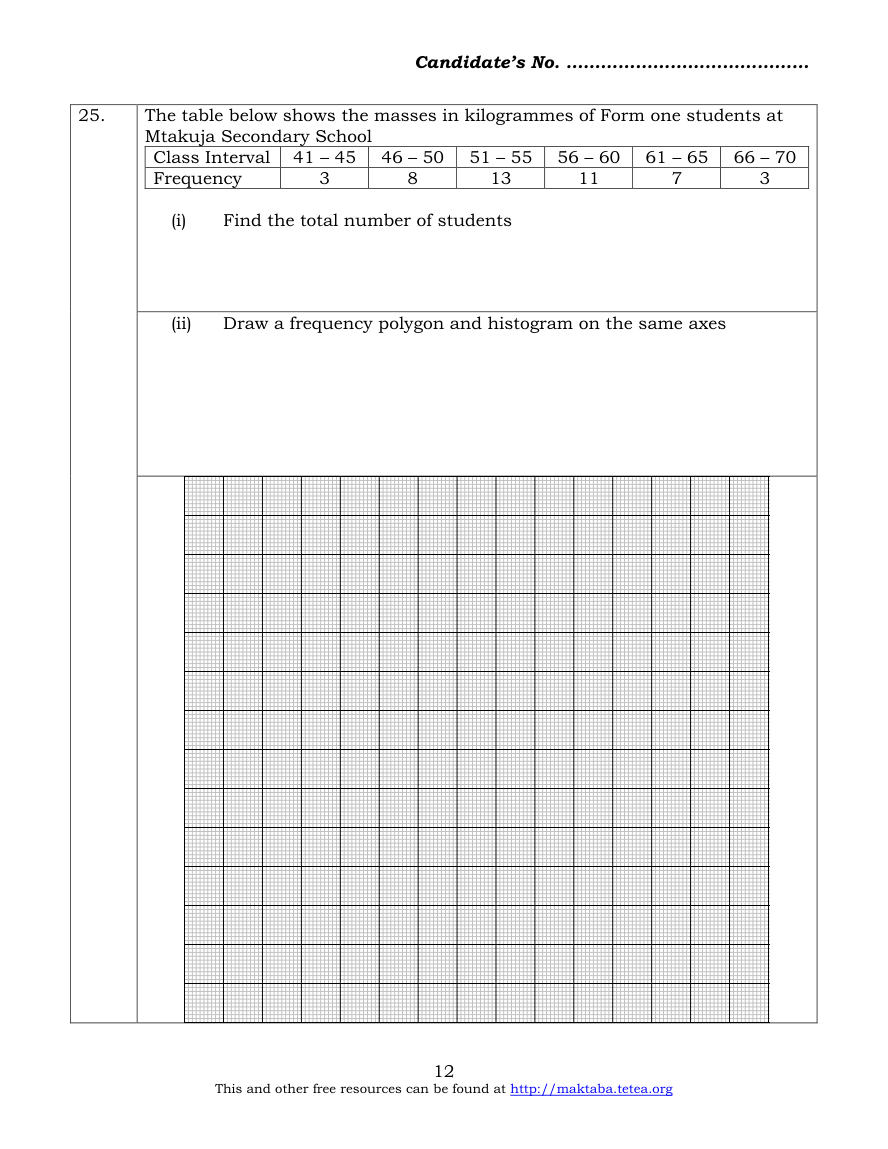 Candidate's No. ..........................................
25. The table below shows the masses in kilogrammes of Form one students at
Mtakuja Secondary School
Class Interval 41 – 45 46 – 50 51 – 55 56 – 60 61 – 65 66 – 70
Frequency 3 8 13 11 7 3
(i) Find the total number of students
(ii) Draw a frequency polygon and histogram on the same axes
12
This and other free resources can be found at http://maktaba.tetea.org